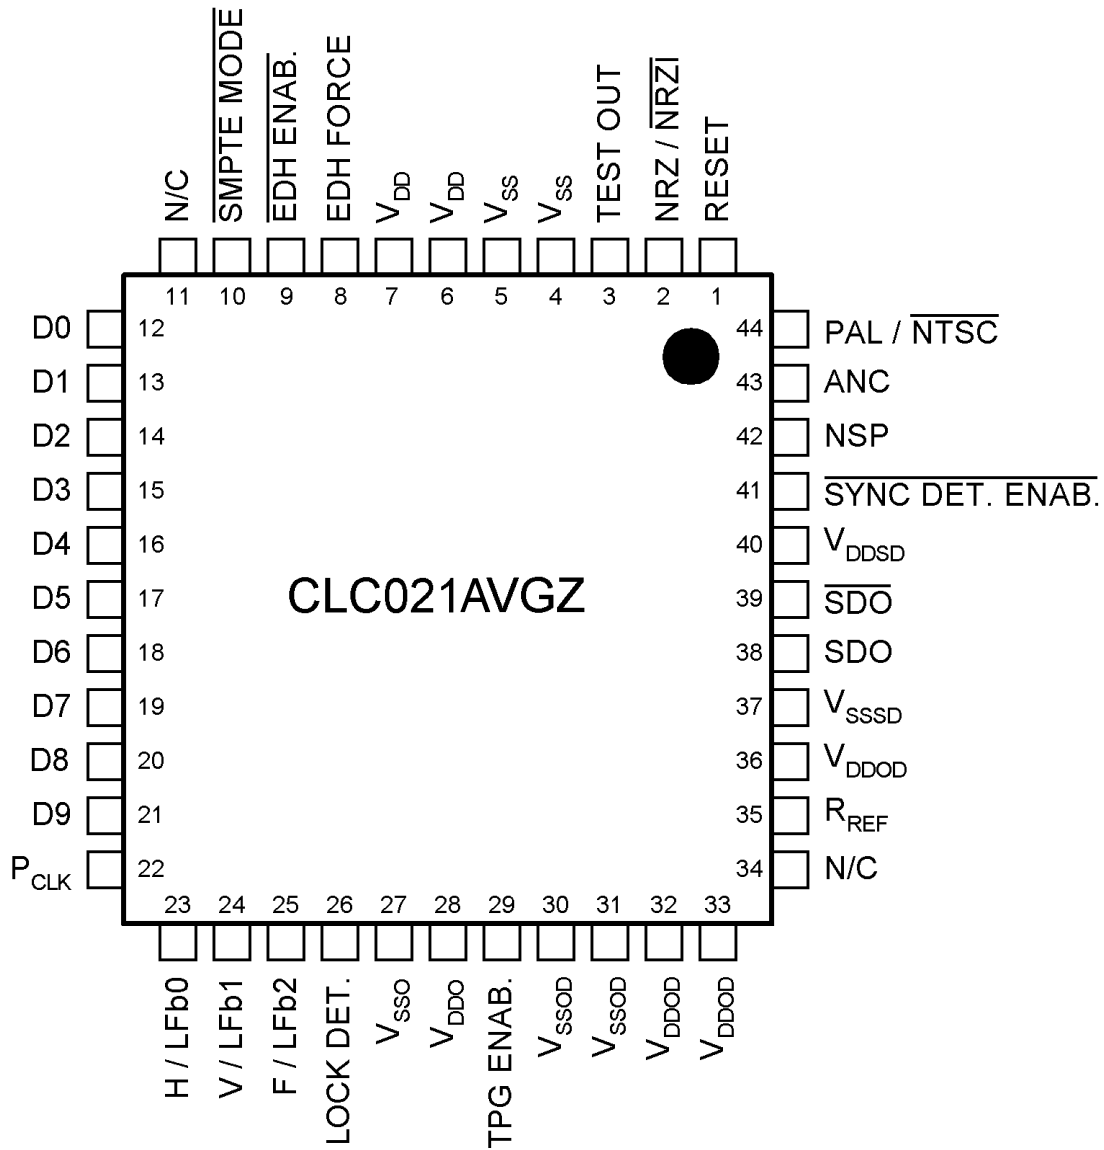 N/C
SMPTE MODE
EDH ENAB.
EDH FORCE
VDD
VDD
VSS
VSS
TEST OUT
NRZ / NRZI
RESET
11 10 9 8 7 6 5 4 3 2 1
D0 12
D1 13
D2 14
D3 15
D4 16
D5 17
D6 18
D7 19
D8 20
D9 21
PCLK 22
CLC021AVGZ
44 PAL / NTSC
43 ANC
42 NSP
41 SYNC DET. ENAB.
40 VDDSD
39 SDO
38 SDO
37 VSSSD
36 VDDOD
35 RREF
34 N/C
23 24 25 26 27 28 29 30 31 32 33
H / LFb0
V / LFb1
F / LFb2
LOCK DET.
VSSO
VDDO
TPG ENAB.
VSSOD
VSSOD
VDDOD
VDDOD